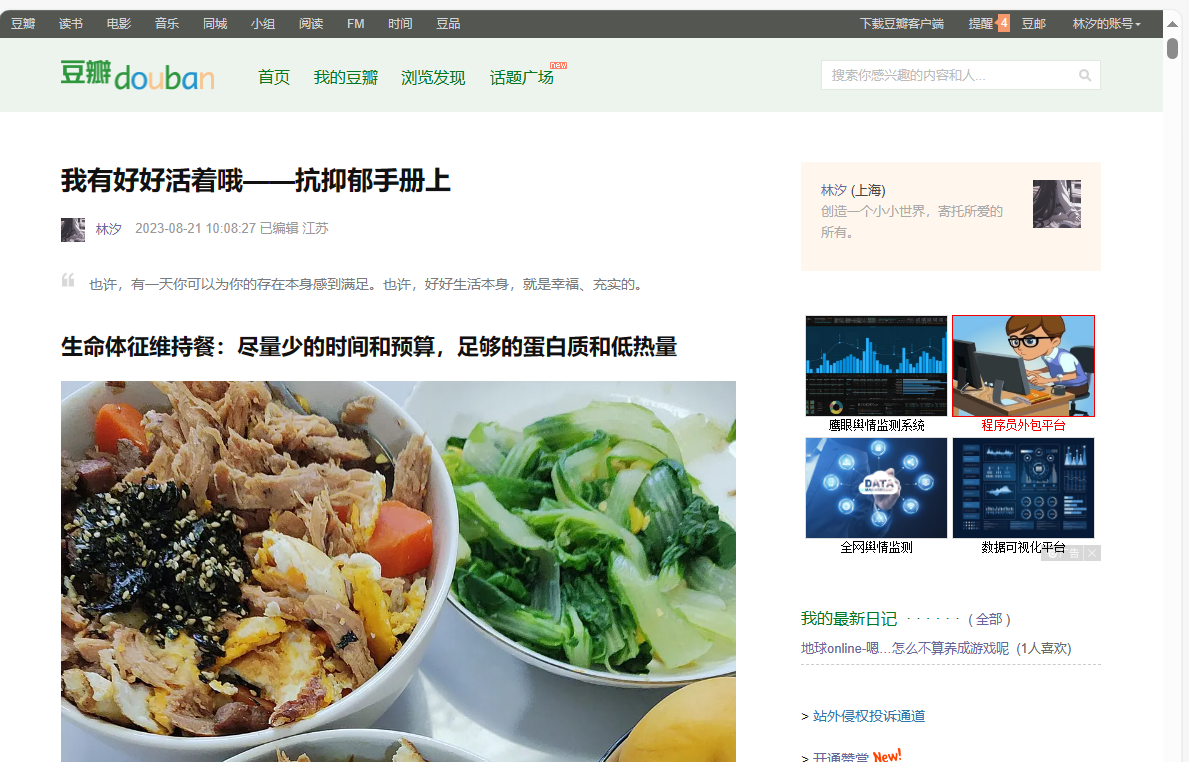 豆瓣 读书 电影 音乐 同城 小组 阅读 FM 时间 豆品 下载豆瓣客户端 提醒 4 豆邮 林汐的账号
豆瓣douban 首页 我的豆瓣 浏览发现 话题广场 new 搜索你感兴趣的内容和人...
我有好好活着哦——抗抑郁手册上
林汐 2023-08-21 10:08:27 已编辑 江苏
也许，有一天你可以为你的存在本身感到满足。也许，好好生活本身，就是幸福、充实的。
生命体征维持餐：尽量少的时间和预算，足够的蛋白质和低热量
林汐 (上海)
创造一个小小世界，寄托所爱的
所有。
鹰眼舆情监测系统 程序员外包平台
DATA
全网舆情监测 数据可视化平台
广告
我的最新日记 · · · · · · ( 全部 )
地球online-嗯...怎么不算养成游戏呢 (1人喜欢)
> 站外侵权投诉通道
> 开通赞赏 New!